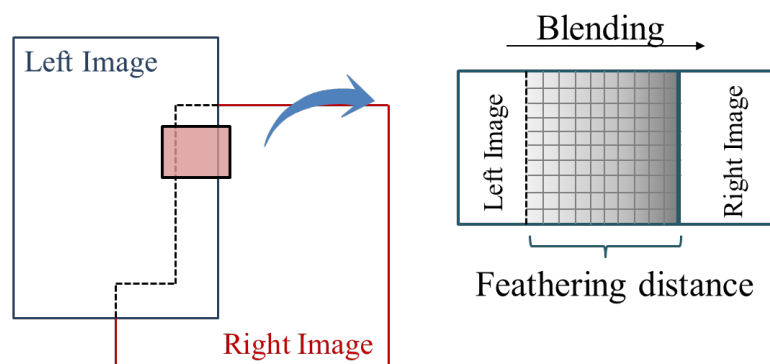 Left Image
Right Image
Blending
Left Image
Right Image
Feathering distance